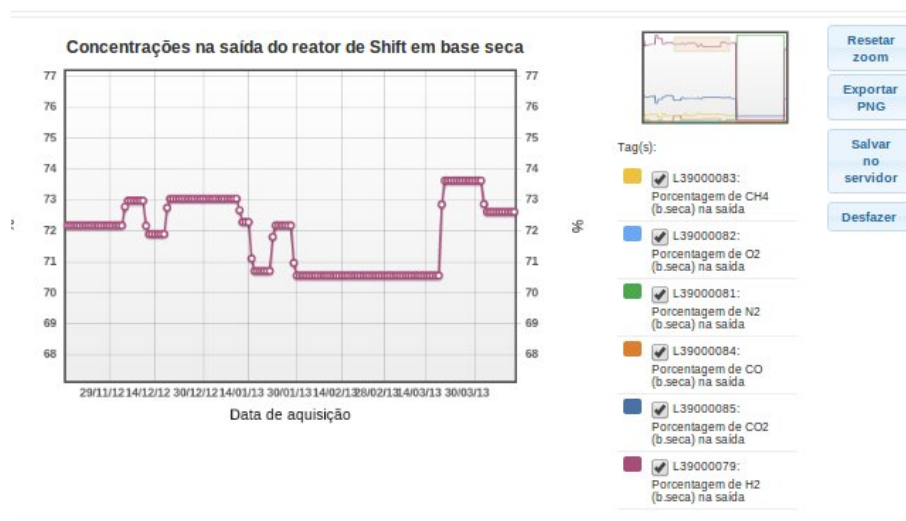 Concentrações na saída do reator de Shift em base seca
77
76
75
74
73
72
71
70
69
68
77
76
75
74
73
72
71
70
69
68
%
29/11/12 14/12/12 30/12/12 14/01/13 30/01/13 14/02/13 28/02/13 14/03/13 30/03/13
Data de aquisição
Tag(s):
L39000083:
Porcentagem de CH4
(b.seca) na saída
L39000082:
Porcentagem de O2
(b.seca) na saída
L39000081:
Porcentagem de N2
(b.seca) na saída
L39000084:
Porcentagem de CO
(b.seca) na saída
L39000085:
Porcentagem de CO2
(b.seca) na saída
L39000079:
Porcentagem de H2
(b.seca) na saída
Resetar
zoom
Exportar
PNG
Salvar
no
servidor
Desfazer